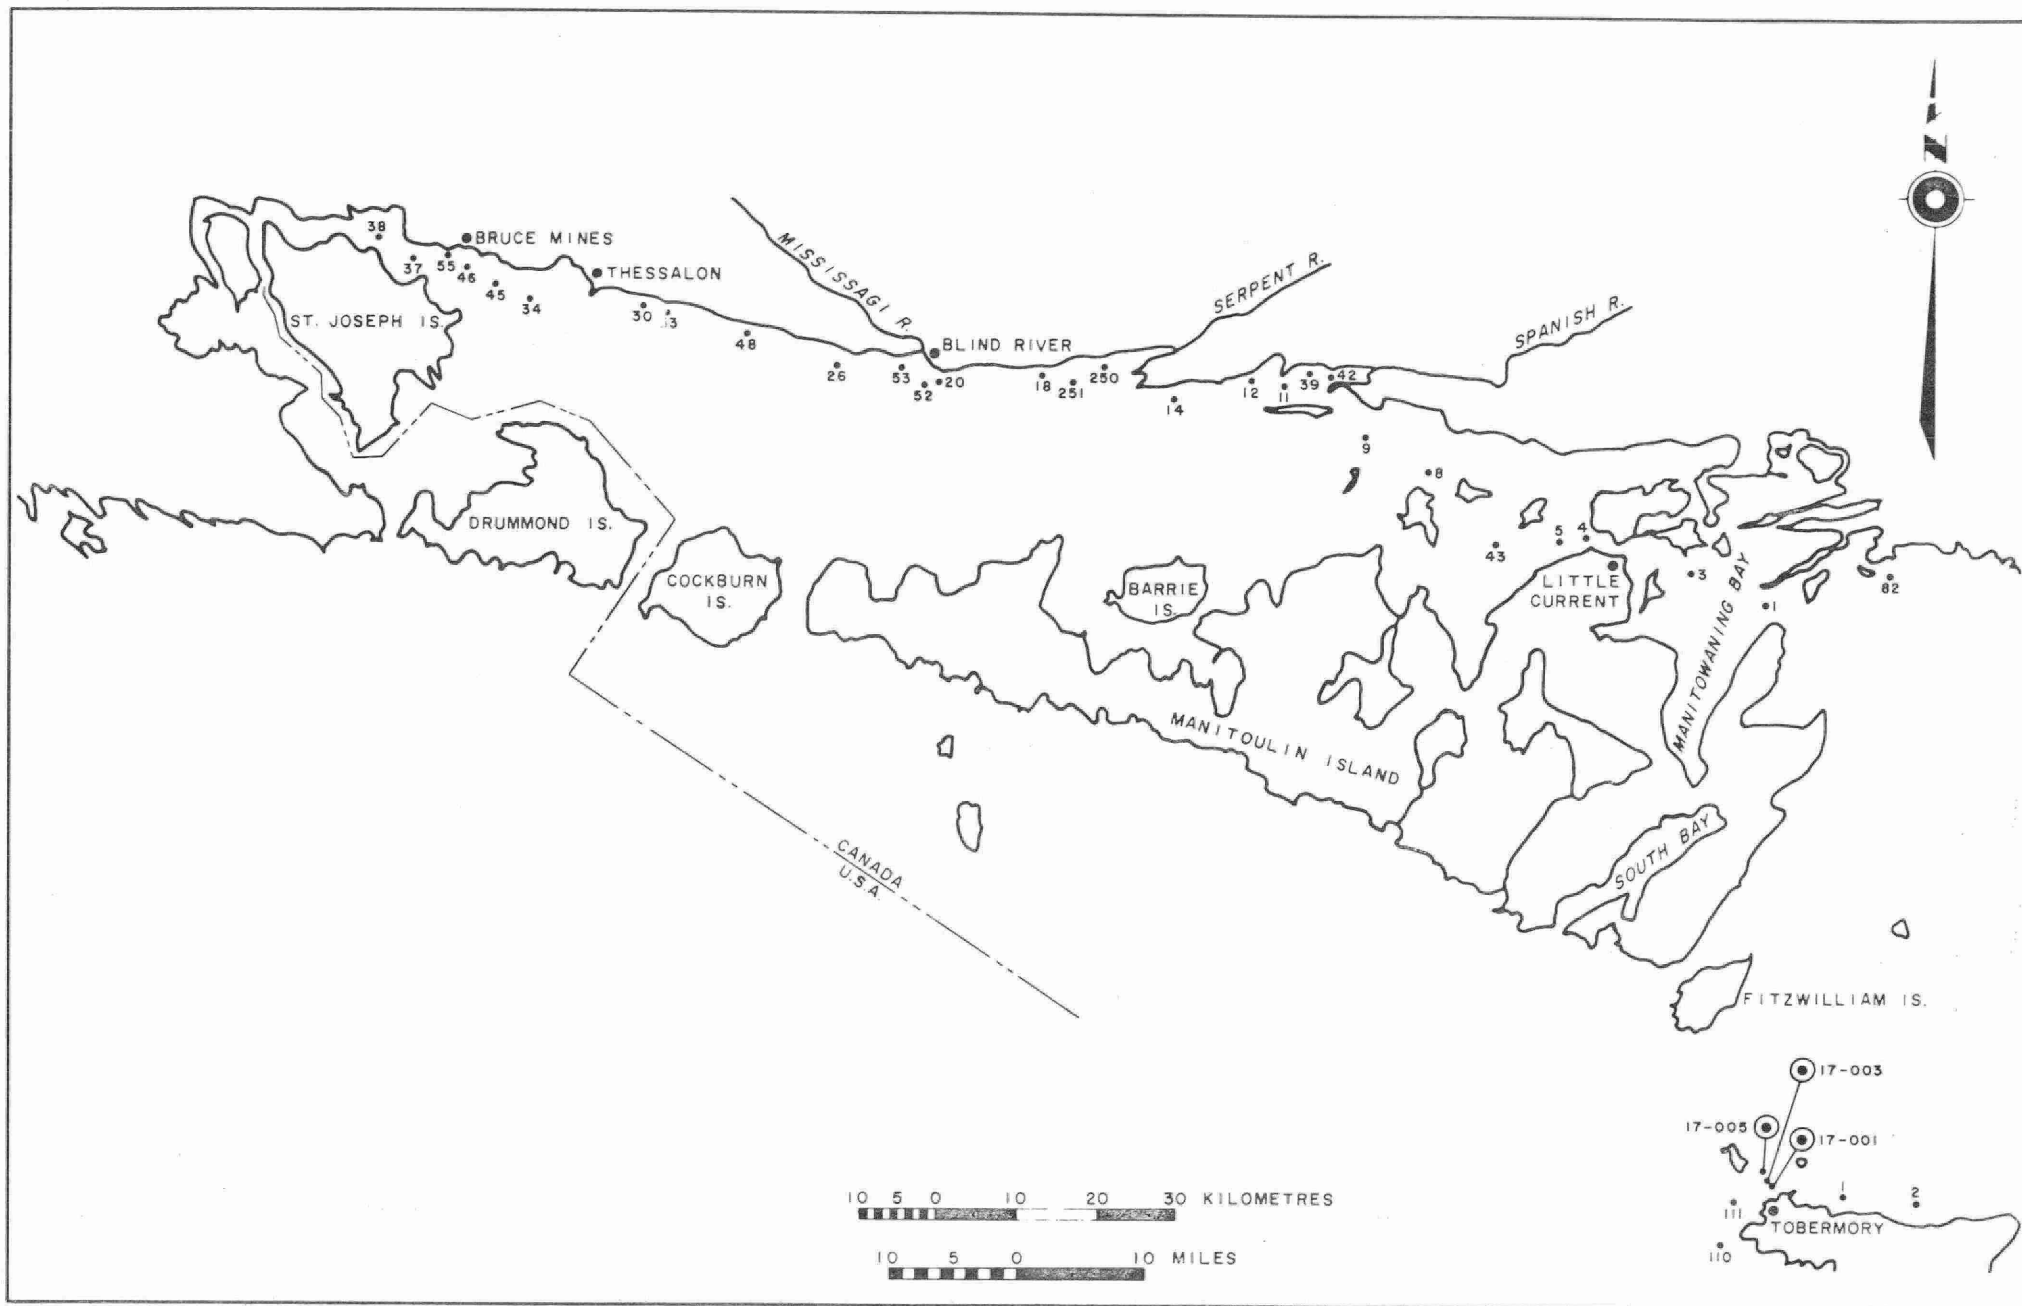 N
38
BRUCE MINES
37
55
46
45
34
THESSALON
ST. JOSEPH IS.
30
13
48
MISSISSAGI R.
BLIND RIVER
26
53
52
20
18
251
250
SERPENT R.
14
12
11
39
42
SPANISH R.
9
8
43
5
4
3
1
82
DRUMMOND IS.
COCKBURN
IS.
BARRIE
IS.
LITTLE
CURRENT
MANITOWANING BAY
MANITOULIN ISLAND
SOUTH BAY
CANADA
U.S.A.
FITZWILLIAM IS.
17-003
17-005
17-001
1
2
111
TOBERMORY
110
10 5 0 10 20 30 KILOMETRES
10 5 0 10 MILES